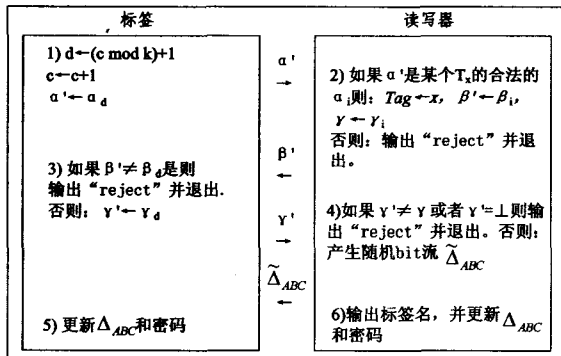 标签
读写器
1) d←(c mod k)+1
c←c+1
α'←α_d
α'
→
2) 如果α'是某个T_x的合法的
α_i则：Tag←x， β'←β_i，
γ←γ_i
否则：输出“reject”并退
出。
β'
←
3) 如果β'≠β_d是则
输出“reject”并退出.
否则：γ'←γ_d
γ'
→
4)如果γ'≠γ或者γ'=⊥则输
出“reject”并退出。否则：
产生随机bit流 Δ̃_ABC
Δ̃_ABC
←
5) 更新Δ_ABC和密码
6)输出标签名，并更新Δ_ABC
和密码